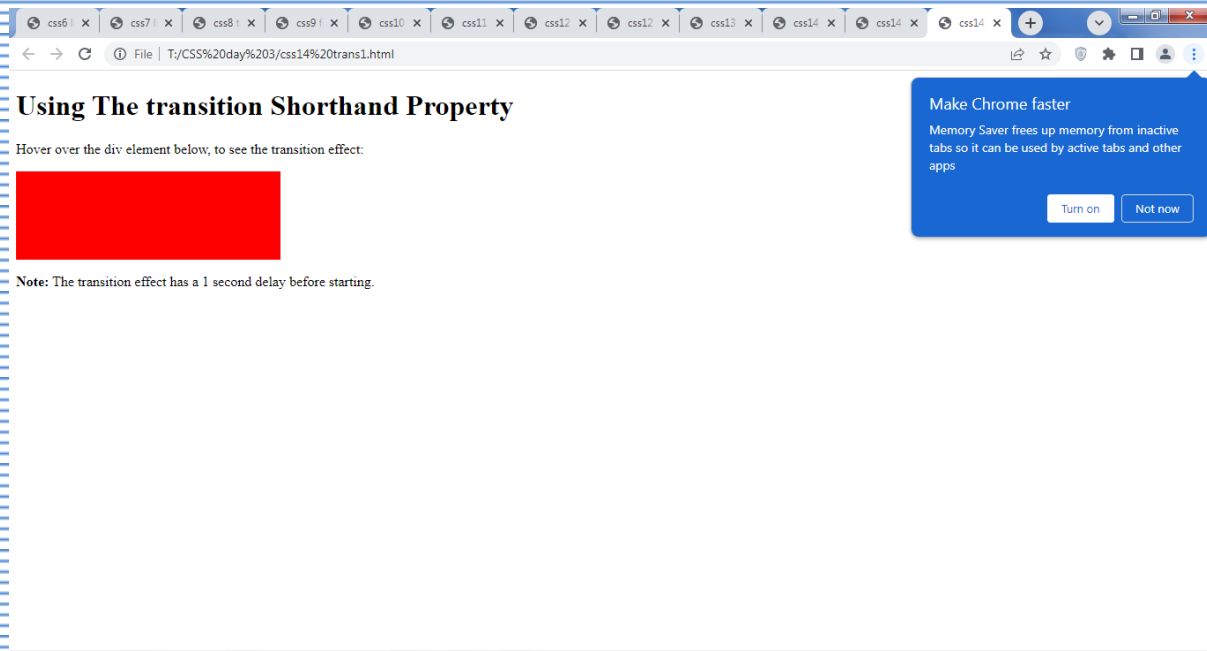 css6 css7 css8 css9 css10 css11 css12 css12 css13 css14 css14 css14
File T:/CSS%20day%203/css14%20trans1.html
Using The transition Shorthand Property
Hover over the div element below, to see the transition effect:
Note: The transition effect has a 1 second delay before starting.
Make Chrome faster
Memory Saver frees up memory from inactive
tabs so it can be used by active tabs and other
apps
Turn on Not now